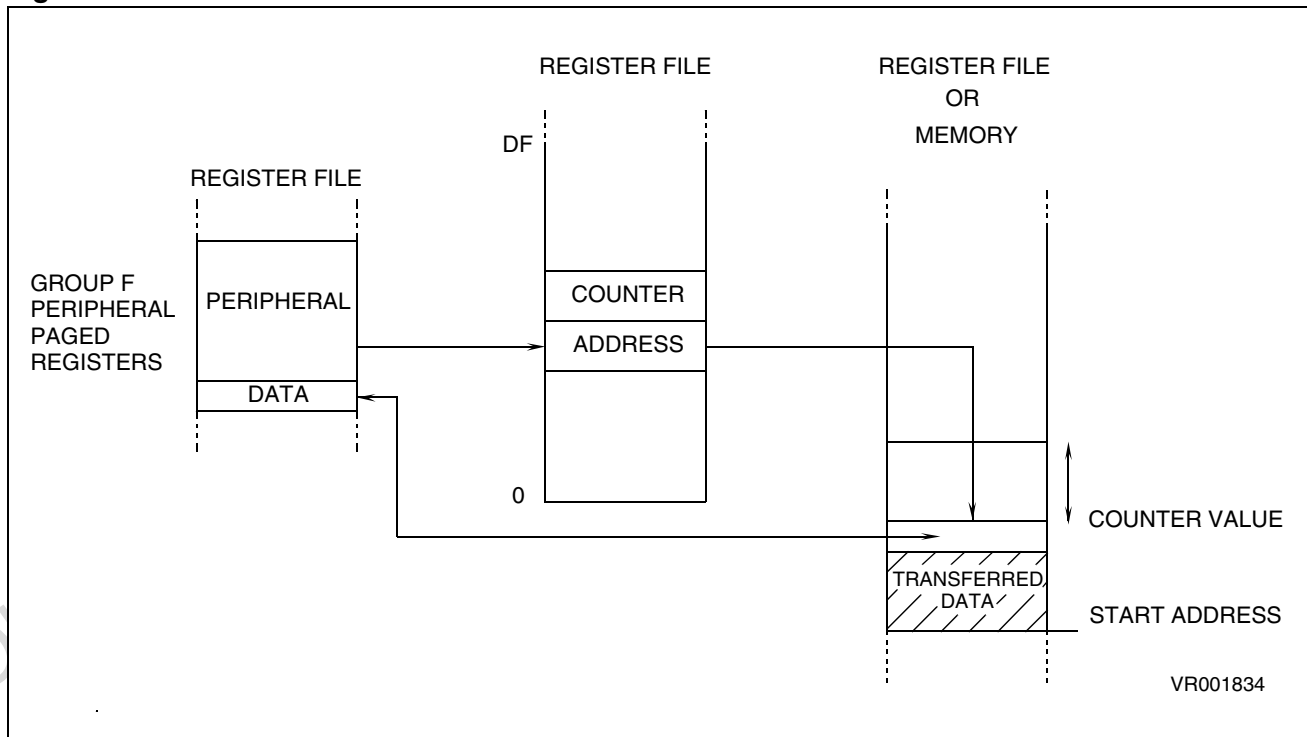 REGISTER FILE
REGISTER FILE
OR
MEMORY
DF
REGISTER FILE
GROUP F
PERIPHERAL
PAGED
REGISTERS
PERIPHERAL
COUNTER
ADDRESS
DATA
0
COUNTER VALUE
TRANSFERRED
DATA
START ADDRESS
VR001834